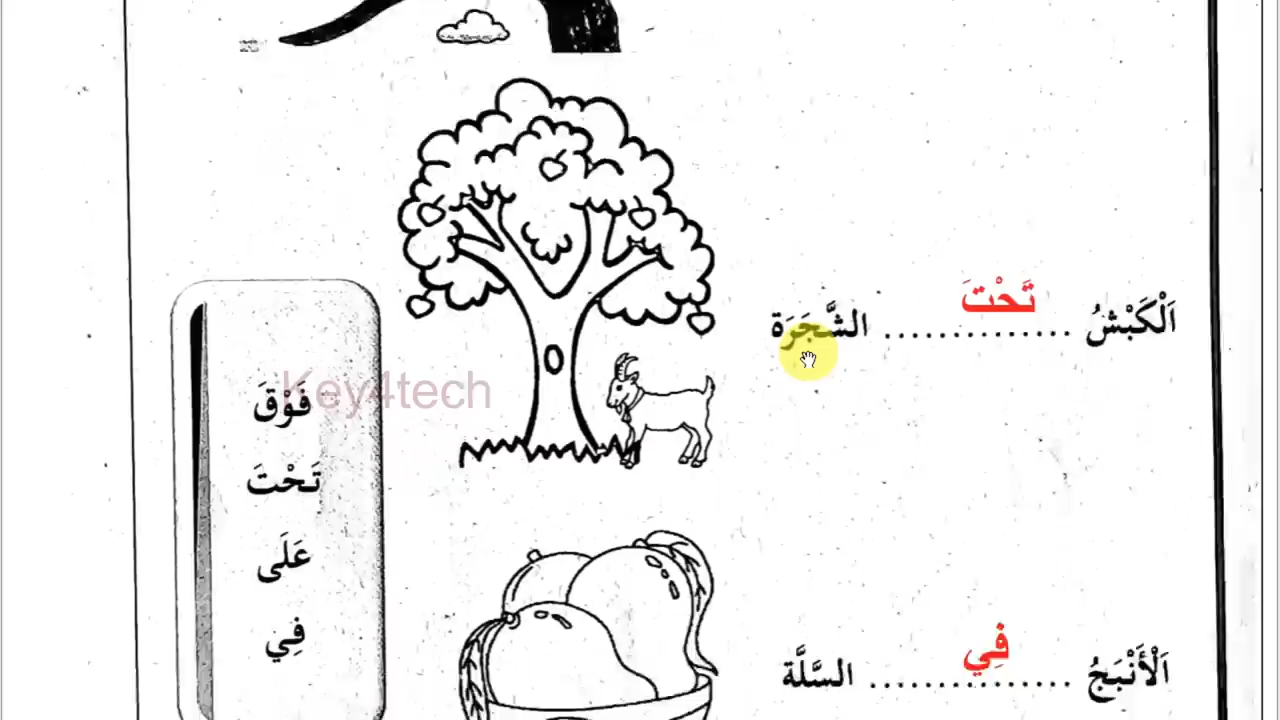 اَلْكَبْشُ ............. تَحْتَ الشَّجَرَة
Key4tech
فَوْقَ
تَحْتَ
عَلَى
فِي
اَلْأَنْبَجُ ............... فِي السَّلَّة